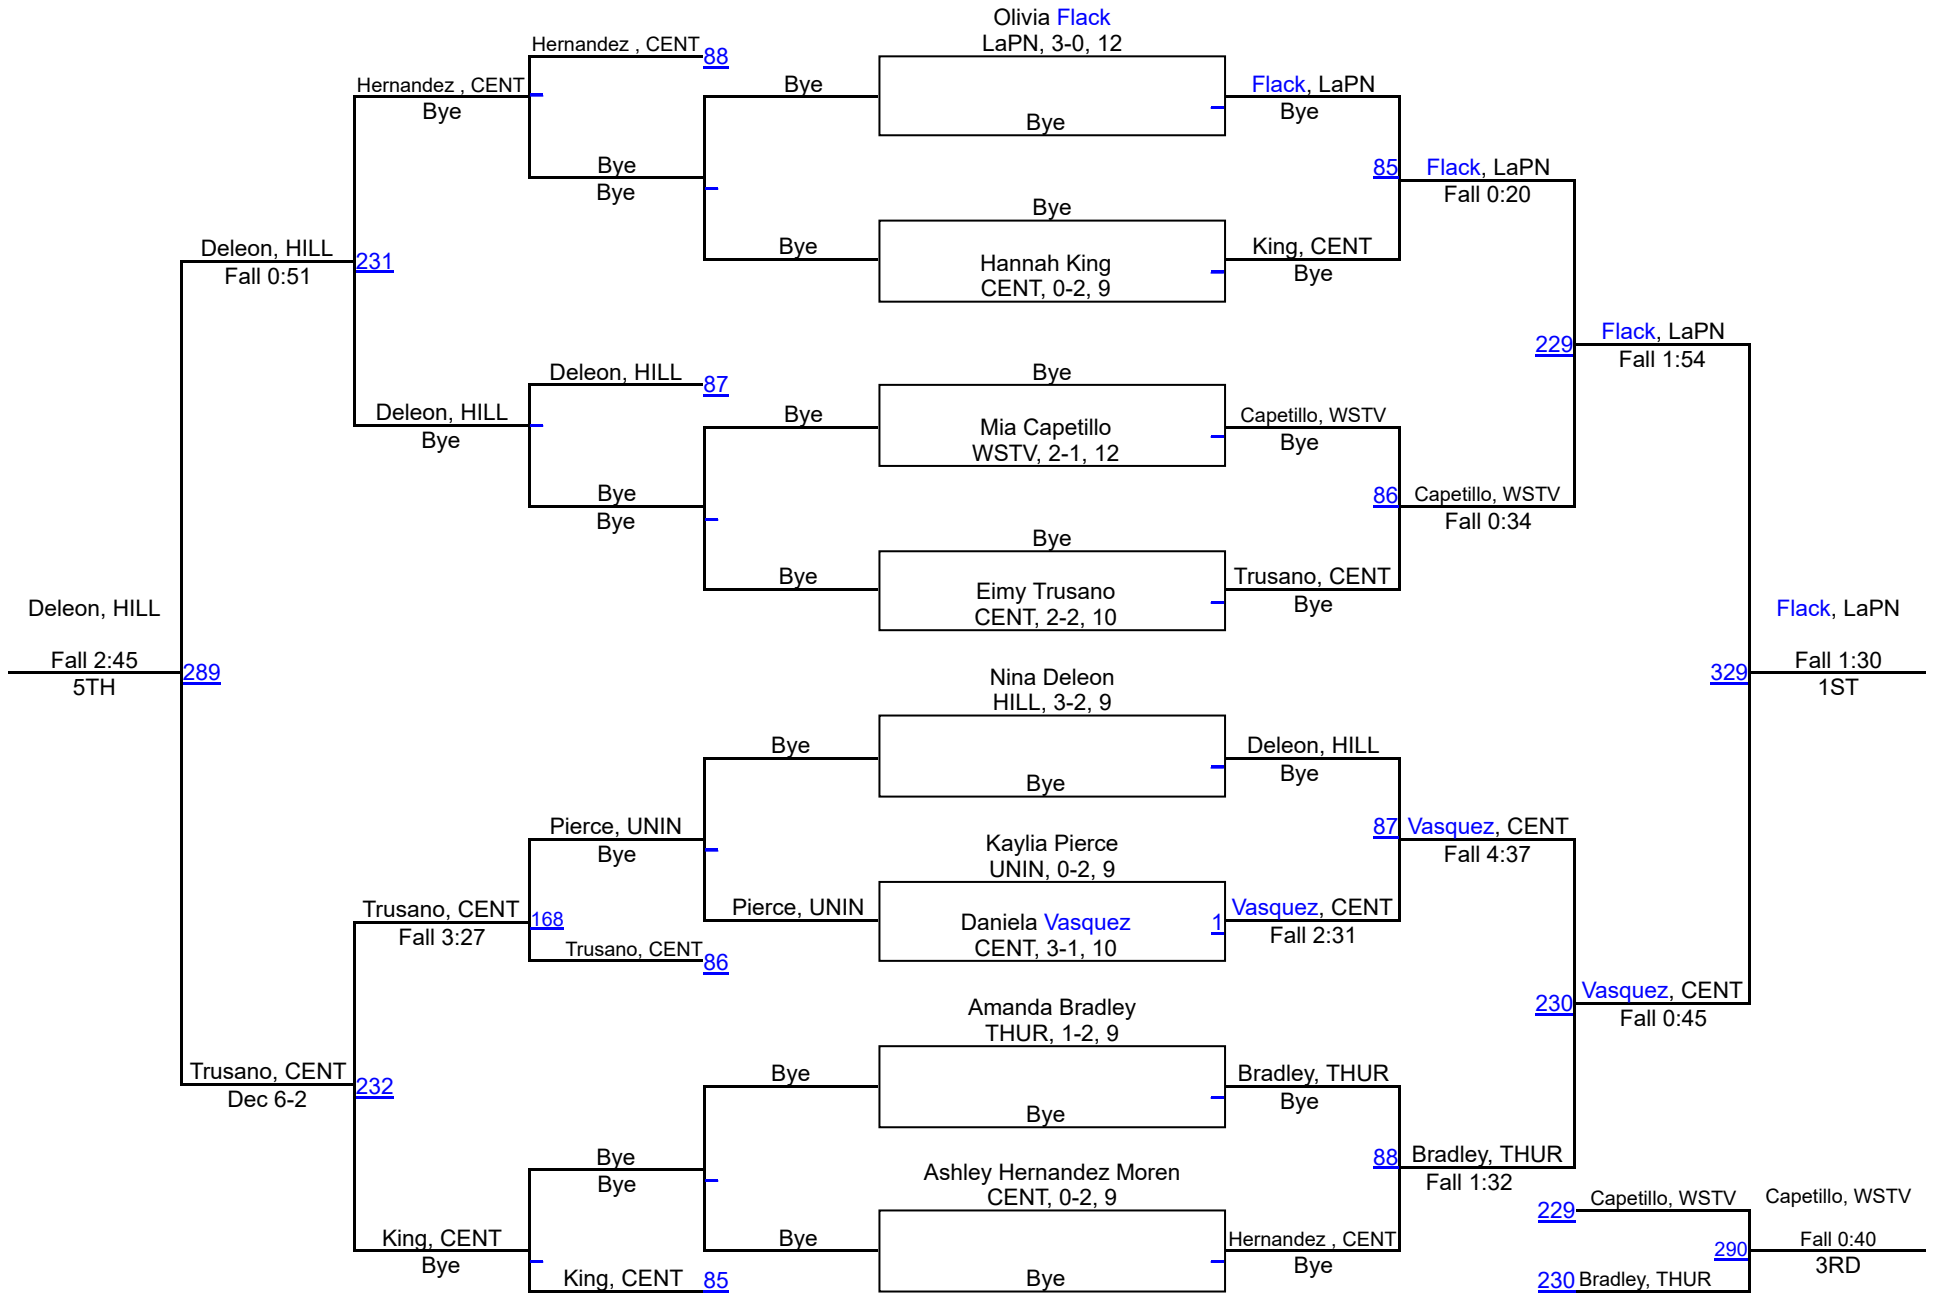 Olivia Flack
LaPN, 3-0, 12
Hernandez , CENT
88
Hernandez , CENT
Bye
Bye
Flack, LaPN
Bye
Bye
Bye
Bye
85
Flack, LaPN
Fall 0:20
Bye
Bye
Hannah King
CENT, 0-2, 9
King, CENT
Bye
Deleon, HILL
Fall 0:51
231
Flack, LaPN
229
Fall 1:54
Deleon, HILL
87
Bye
Deleon, HILL
Bye
Bye
Mia Capetillo
WSTV, 2-1, 12
Capetillo, WSTV
Bye
Bye
Bye
86
Capetillo, WSTV
Fall 0:34
Bye
Bye
Eimy Trusano
CENT, 2-2, 10
Trusano, CENT
Bye
Deleon, HILL
Fall 2:45
5TH
289
Flack, LaPN
329
Fall 1:30
1ST
Nina Deleon
HILL, 3-2, 9
Bye
Bye
Deleon, HILL
Bye
Pierce, UNIN
Bye
Kaylia Pierce
UNIN, 0-2, 9
87
Vasquez, CENT
Fall 4:37
Pierce, UNIN
Daniela Vasquez
CENT, 3-1, 10
1
Vasquez, CENT
Fall 2:31
Trusano, CENT
Fall 3:27
168
Trusano, CENT
86
230
Vasquez, CENT
Fall 0:45
Amanda Bradley
THUR, 1-2, 9
Bye
Bye
Bradley, THUR
Bye
Trusano, CENT
Dec 6-2
232
Bye
Bye
Ashley Hernandez Moren
CENT, 0-2, 9
88
Bradley, THUR
Fall 1:32
King, CENT
Bye
Bye
Bye
Hernandez , CENT
Bye
King, CENT
85
229
Capetillo, WSTV
Capetillo, WSTV
290
Fall 0:40
3RD
230
Bradley, THUR